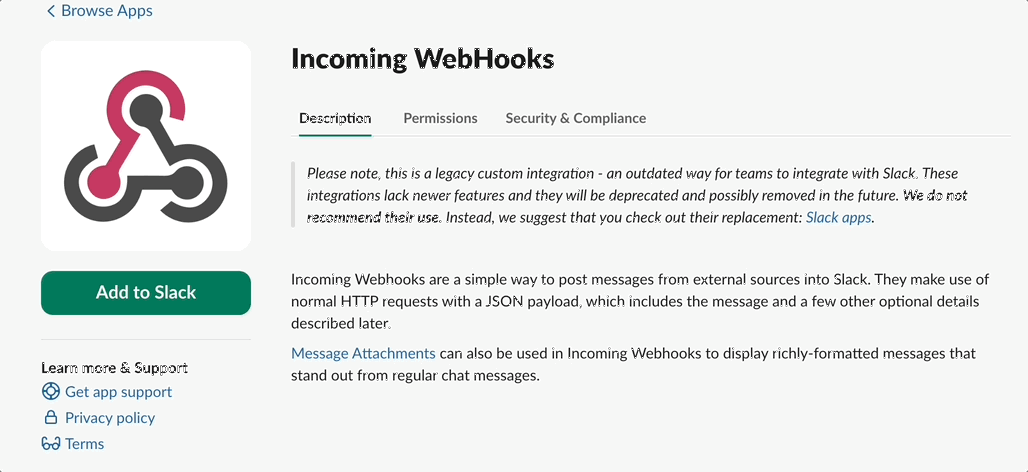 Browse Apps
Incoming WebHooks
Description
Permissions
Security & Compliance
Please note, this is a legacy custom integration - an outdated way for teams to integrate with Slack. These
integrations lack newer features and they will be deprecated and possibly removed in the future. We do not
recommend their use. Instead, we suggest that you check out their replacement: Slack apps.
Add to Slack
Incoming Webhooks are a simple way to post messages from external sources into Slack. They make use of
normal HTTP requests with a JSON payload, which includes the message and a few other optional details
described later.
Message Attachments can also be used in Incoming Webhooks to display richly-formatted messages that
stand out from regular chat messages.
Learn more & Support
Get app support
Privacy policy
Terms